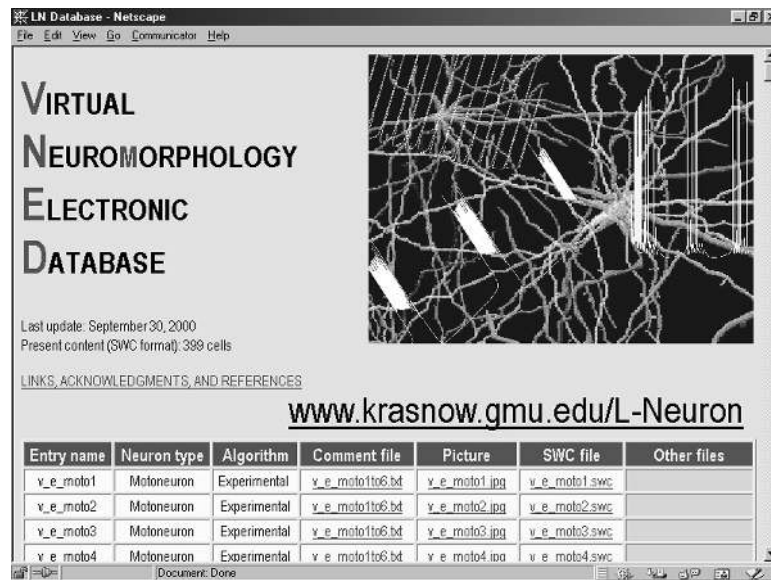 LN Database - Netscape
File Edit View Go Communicator Help
VIRTUAL
NEUROMORPHOLOGY
ELECTRONIC
DATABASE
Last update: September 30, 2000
Present content (SWC format): 399 cells
LINKS, ACKNOWLEDGMENTS, AND REFERENCES
www.krasnow.gmu.edu/L-Neuron
Entry name Neuron type Algorithm Comment file Picture SWC file Other files
v_e_moto1 Motoneuron Experimental v_e_moto1to6.txt v_e_moto1.jpg v_e_moto1.swc
v_e_moto2 Motoneuron Experimental v_e_moto1to6.txt v_e_moto2.jpg v_e_moto2.swc
v_e_moto3 Motoneuron Experimental v_e_moto1to6.txt v_e_moto3.jpg v_e_moto3.swc
v_e_moto4 Motoneuron Experimental v_e_moto1to6.txt v_e_moto4.jpg v_e_moto4.swc
Document: Done